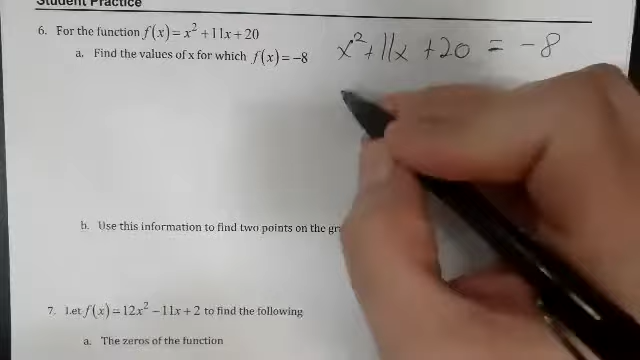 Student Practice
6. For the function f(x) = x² + 11x + 20
a. Find the values of x for which f(x) = −8
x² + 11x + 20 = −8
b. Use this information to find two points on the
7. Let f(x) = 12x² − 11x + 2 to find the following
a. The zeros of the function